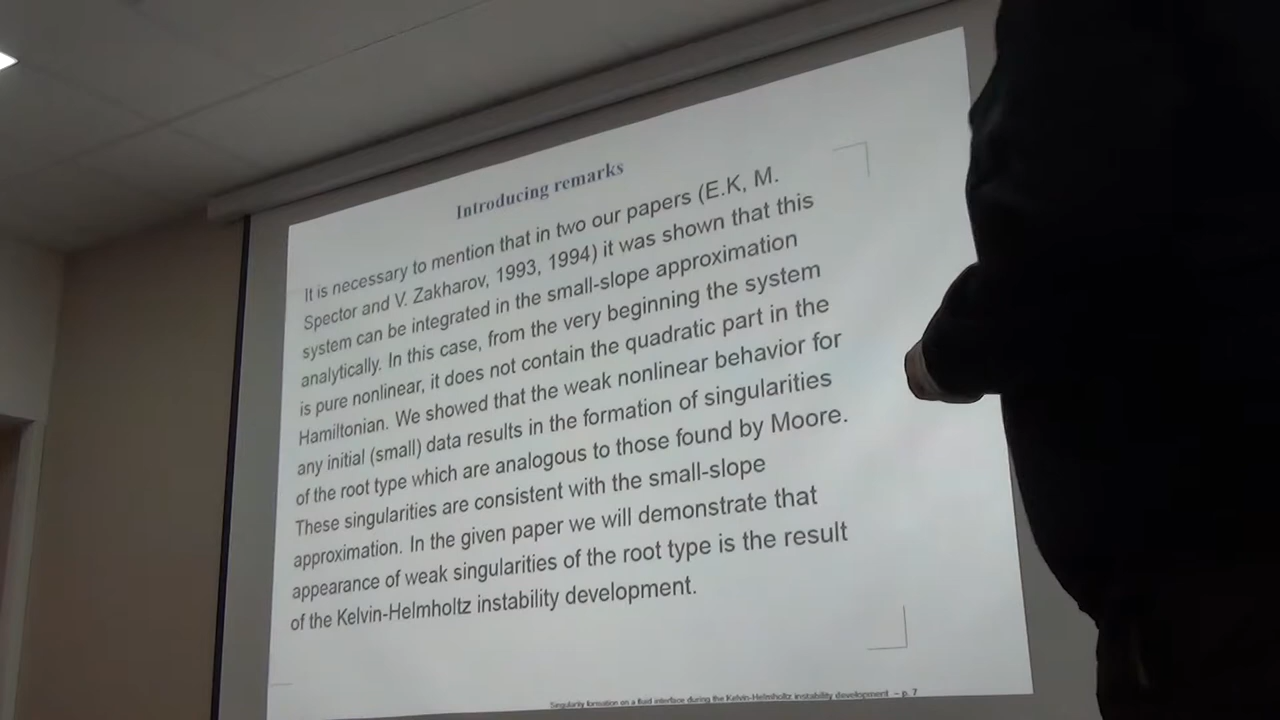 Introducing remarks
It is necessary to mention that in two our papers (E.K, M.
Spector and V. Zakharov, 1993, 1994) it was shown that this
system can be integrated in the small-slope approximation
analytically. In this case, from the very beginning the system
is pure nonlinear, it does not contain the quadratic part in the
Hamiltonian. We showed that the weak nonlinear behavior for
any initial (small) data results in the formation of singularities
of the root type which are analogous to those found by Moore.
These singularities are consistent with the small-slope
approximation. In the given paper we will demonstrate that
appearance of weak singularities of the root type is the result
of the Kelvin-Helmholtz instability development.
Singularity formation on a fluid interface during the Kelvin-Helmholtz instability development – p. 7